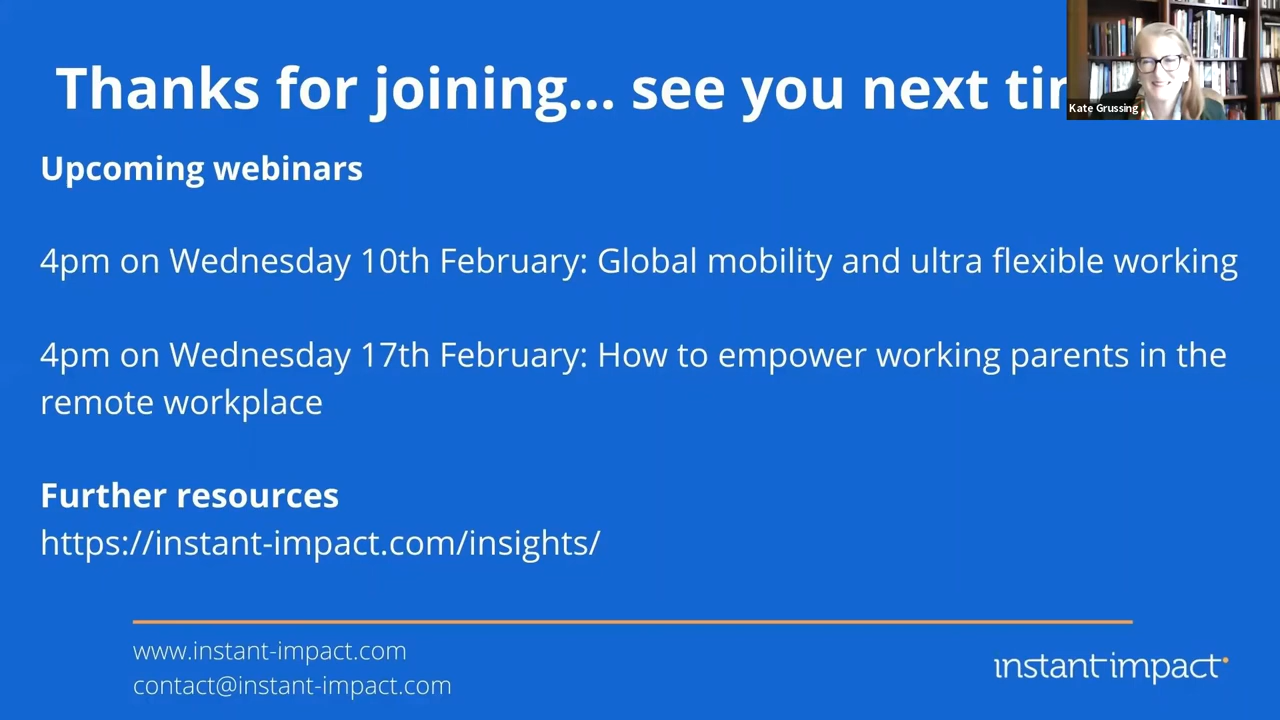 Thanks for joining... see you next
Kate Grussing
Upcoming webinars
4pm on Wednesday 10th February: Global mobility and ultra flexible working
4pm on Wednesday 17th February: How to empower working parents in the
remote workplace
Further resources
https://instant-impact.com/insights/
www.instant-impact.com
contact@instant-impact.com
instant impact